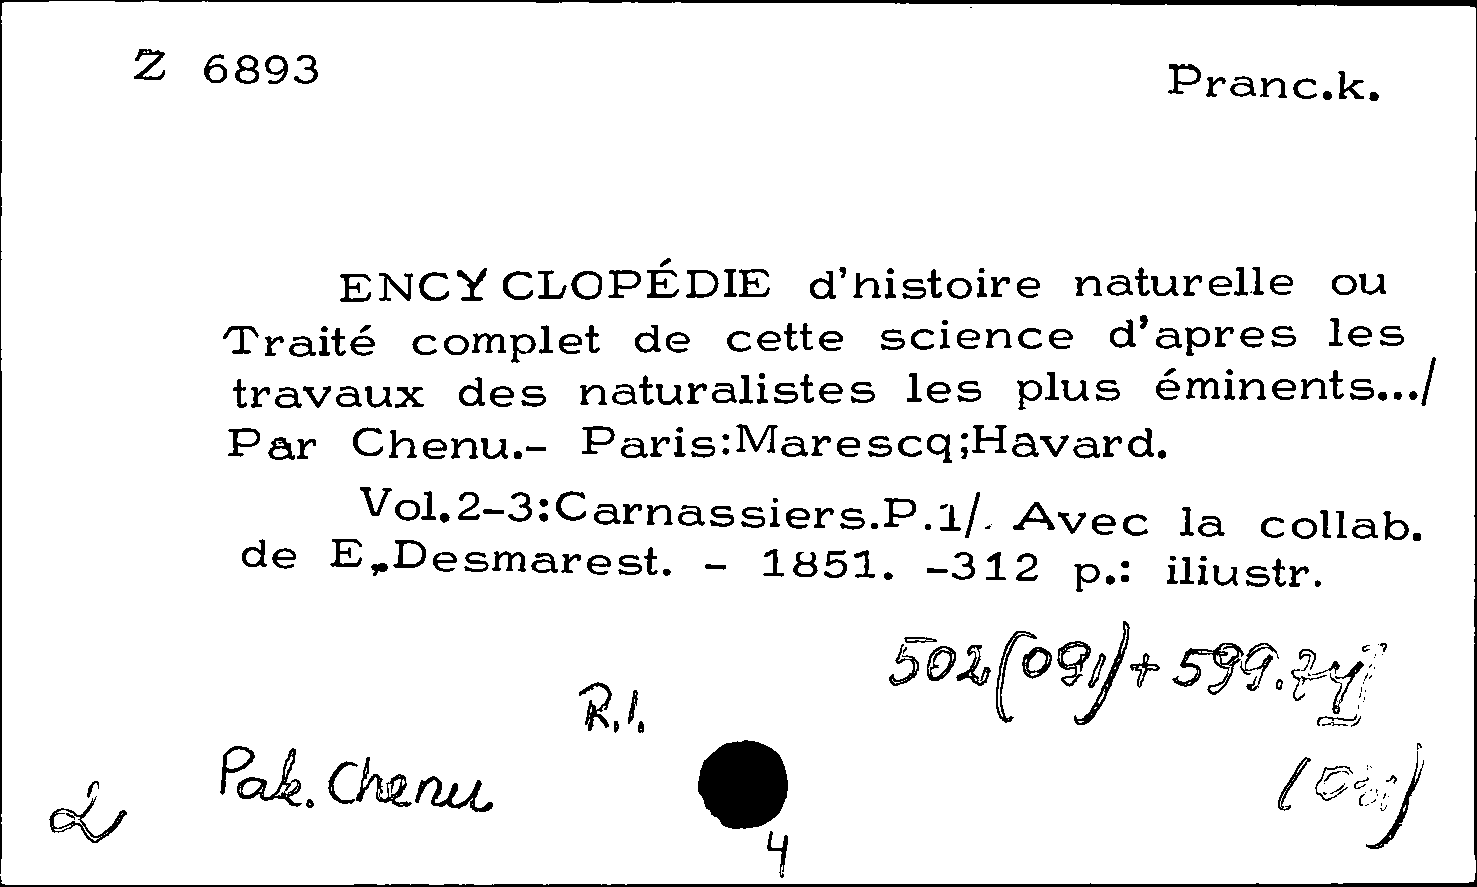 Z 6893
Pranc.k.
ENCYCLOPÉDIE d'histoire naturelle ou
Traité complet de cette science d'apres les
travaux des naturalistes les plus éminents.../
Par Chenu.- Paris:Marescq;Havard.
Vol.2-3:Carnassiers.P.1/. Avec la collab.
de E.Desmarest. - 1851. -312 p.: iliustr.
502(091)+599.74
R.I.
Pak. Chenu
2
4